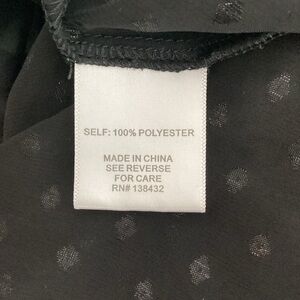 SELF: 100% POLYESTER
MADE IN CHINA
SEE REVERSE
FOR CARE
RN# 138432